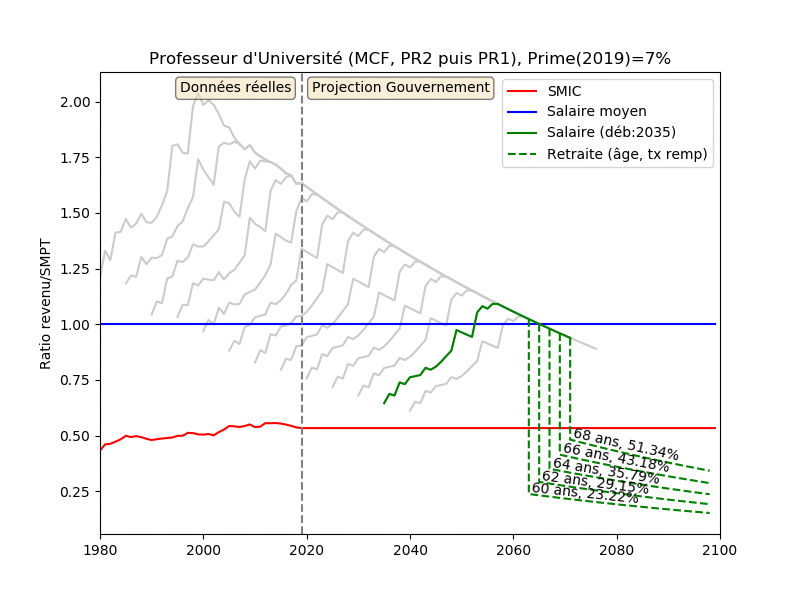 Professeur d'Université (MCF, PR2 puis PR1), Prime(2019)=7%
Données réelles
Projection Gouvernement
SMIC
Salaire moyen
Salaire (déb:2035)
Retraite (âge, tx remp)
Ratio revenu/SMPT
2.00
1.75
1.50
1.25
1.00
0.75
0.50
0.25
68 ans, 51.34%
66 ans, 43.18%
64 ans, 35.79%
62 ans, 29.15%
60 ans, 23.22%
1980
2000
2020
2040
2060
2080
2100